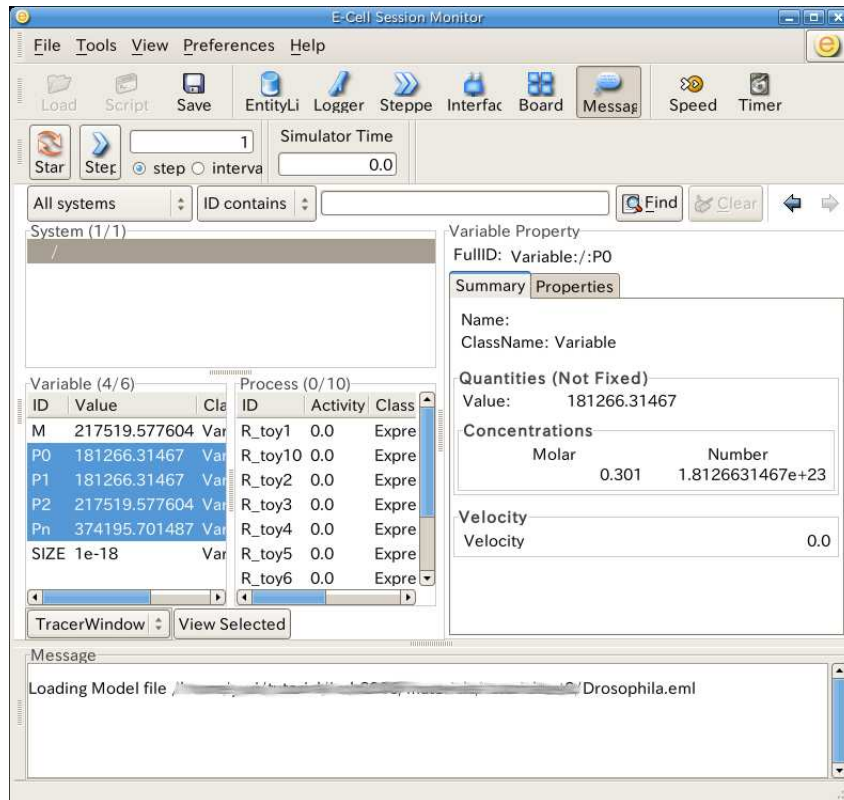 E-Cell Session Monitor
File Tools View Preferences Help
Load Script Save EntityLi Logger Steppe Interfac Board Messag Speed Timer
Star Step 1 step interva Simulator Time 0.0
All systems ID contains Find Clear
System (1/1)
/
Variable (4/6)
ID Value Cla
M 217519.577604 Var
P0 181266.31467 Var
P1 181266.31467 Var
P2 217519.577604 Var
Pn 374195.701487 Var
SIZE 1e-18 Var
Process (0/10)
ID Activity Class
R_toy1 0.0 Expre
R_toy10 0.0 Expre
R_toy2 0.0 Expre
R_toy3 0.0 Expre
R_toy4 0.0 Expre
R_toy5 0.0 Expre
R_toy6 0.0 Expre
TracerWindow View Selected
Variable Property
FullID: Variable:/:P0
Summary Properties
Name:
ClassName: Variable
Quantities (Not Fixed)
Value: 181266.31467
Concentrations
Molar Number
0.301 1.8126631467e+23
Velocity
Velocity 0.0
Message
Loading Model file /Drosophila.eml